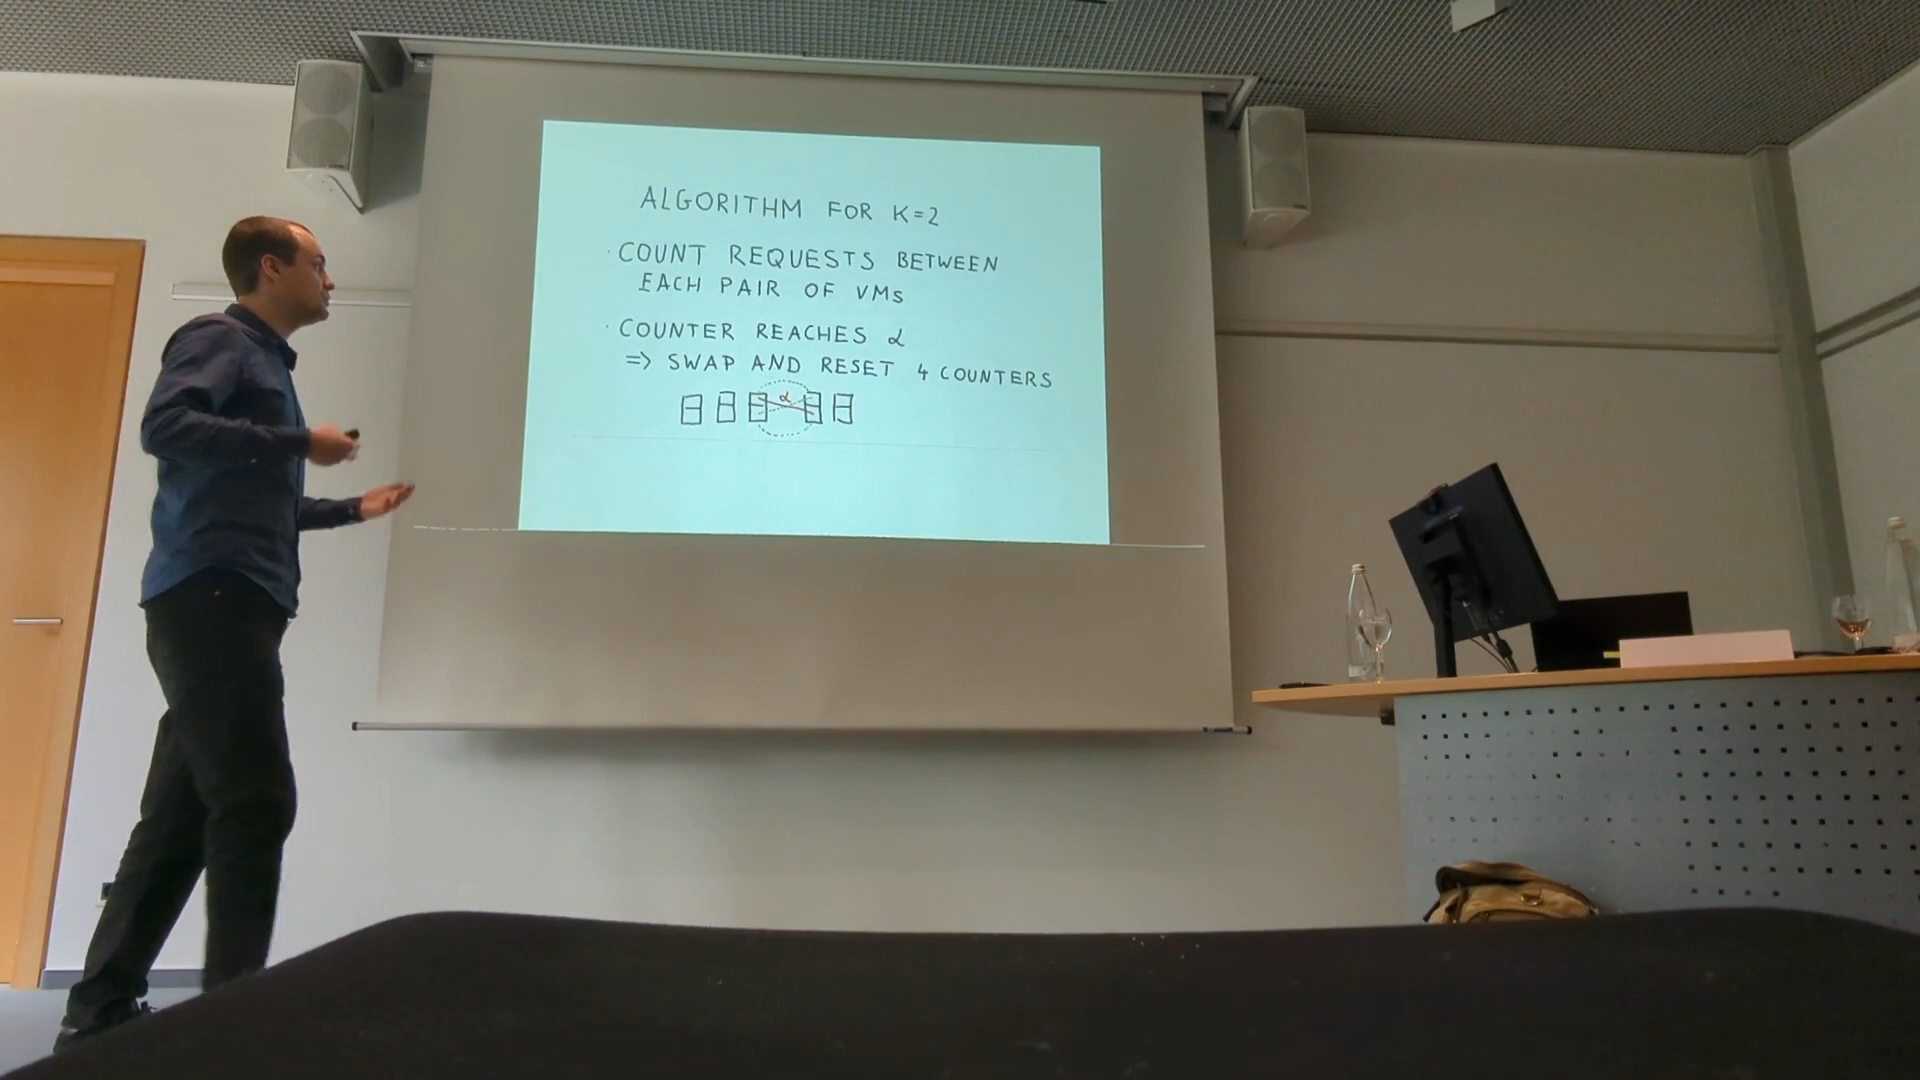 ALGORITHM FOR K=2
· COUNT REQUESTS BETWEEN
EACH PAIR OF VMs
· COUNTER REACHES α
=> SWAP AND RESET 4 COUNTERS
α